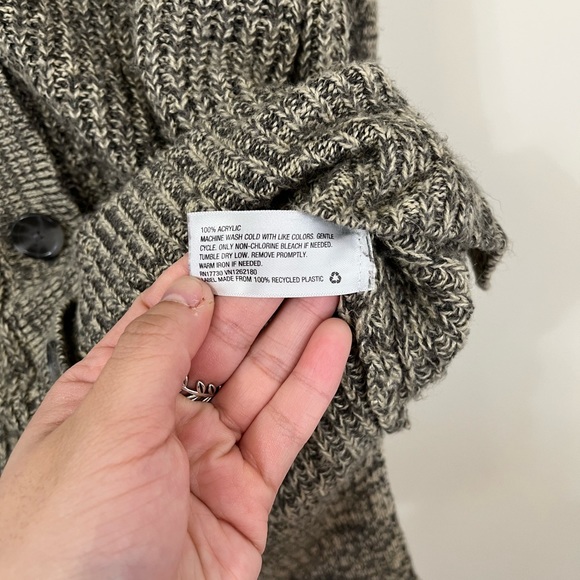 100% ACRYLIC
MACHINE WASH COLD WITH LIKE COLORS. GENTLE
CYCLE. ONLY NON-CHLORINE BLEACH IF NEEDED.
TUMBLE DRY LOW. REMOVE PROMPTLY.
WARM IRON IF NEEDED.
RN17730 VN1262180
LABEL MADE FROM 100% RECYCLED PLASTIC